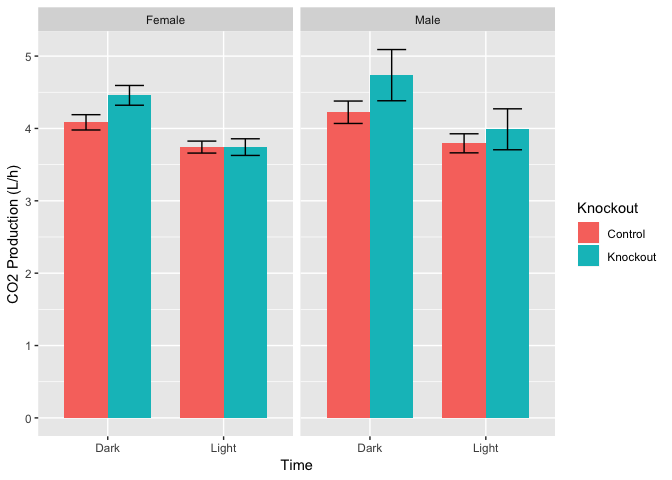 Female
Male
5
4
3
2
1
0
CO2 Production (L/h)
Dark
Light
Dark
Light
Time
Knockout
Control
Knockout